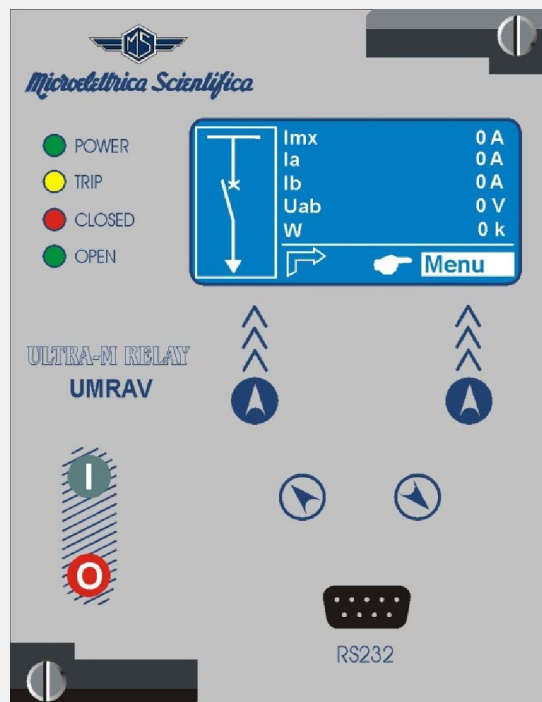 MS
Microelettrica Scientifica
POWER
TRIP
CLOSED
OPEN
Imx 0 A
Ia 0 A
Ib 0 A
Uab 0 V
W 0 k
Menu
ULTRA-M RELAY
UMRAV
I
O
RS232